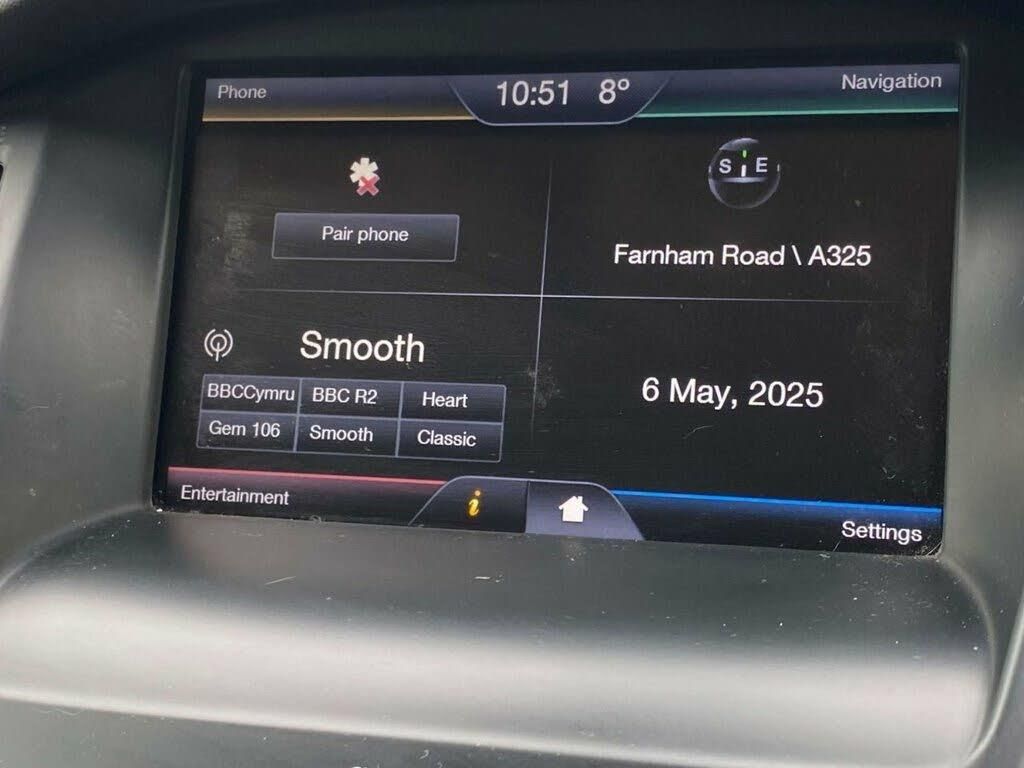 Phone
10:51 8°
Navigation
S E
Pair phone
Farnham Road \ A325
Smooth
BBCCymru BBC R2 Heart
Gem 106 Smooth Classic
6 May, 2025
Entertainment
i
Settings